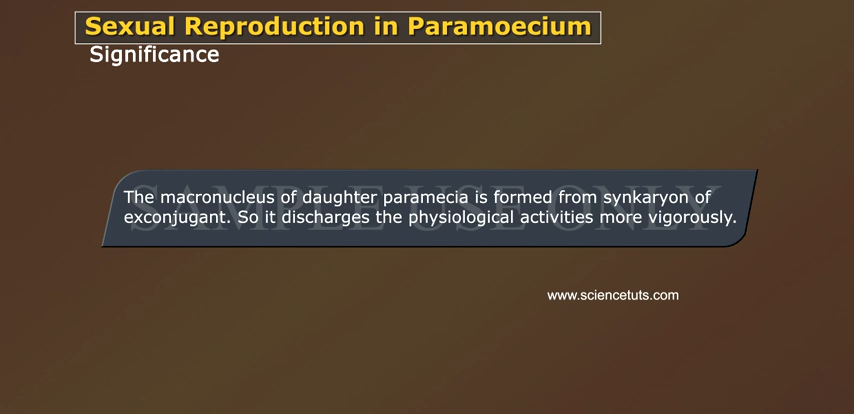 Sexual Reproduction in Paramoecium
Significance
SAMPLE USE ONLY
The macronucleus of daughter paramecia is formed from synkaryon of
exconjugant. So it discharges the physiological activities more vigorously.
www.sciencetuts.com